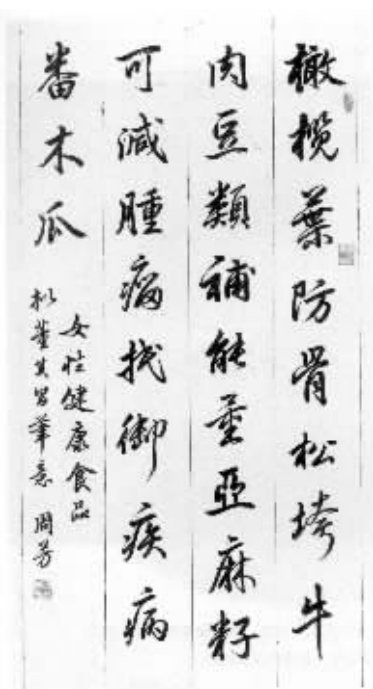 橄榄葉防骨松垮牛
肉豆類補能量亞麻籽
可減腫瘤抵御疾病
番木瓜
女性健康食品
拟董其昌筆意 周芳